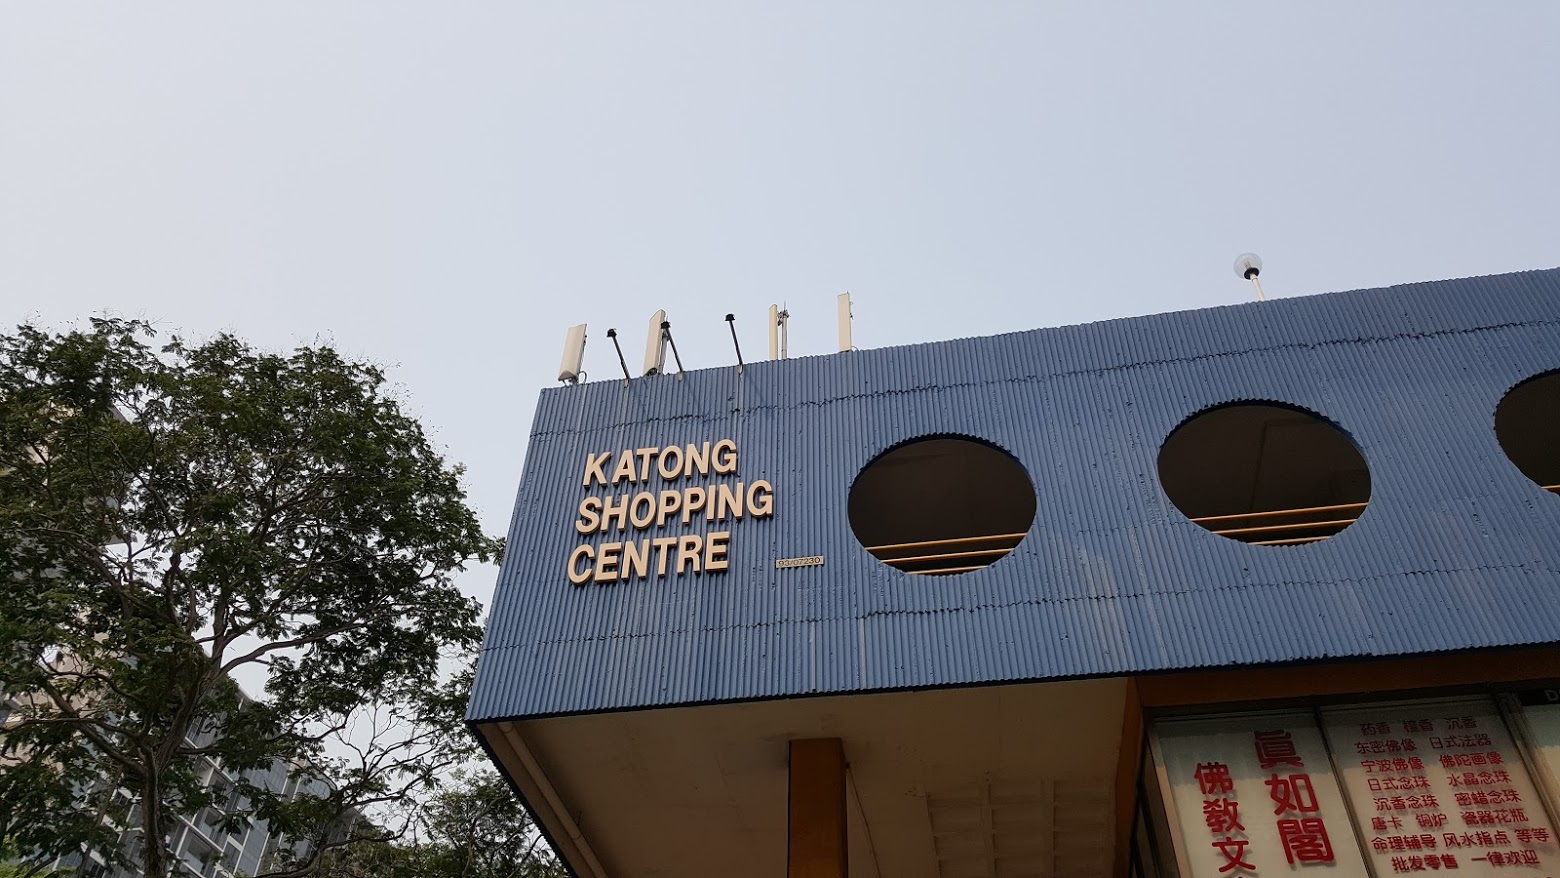 KATONG
SHOPPING
CENTRE
93/07230
佛教文
真如閣
药香 檀香 沉香
东密佛像 日式法器
宁波佛像 佛陀画像
日式念珠 水晶念珠
沉香念珠 密蜡念珠
唐卡 铜炉 瓷器花瓶
命理辅导 风水指点 等等
批发零售 一律欢迎